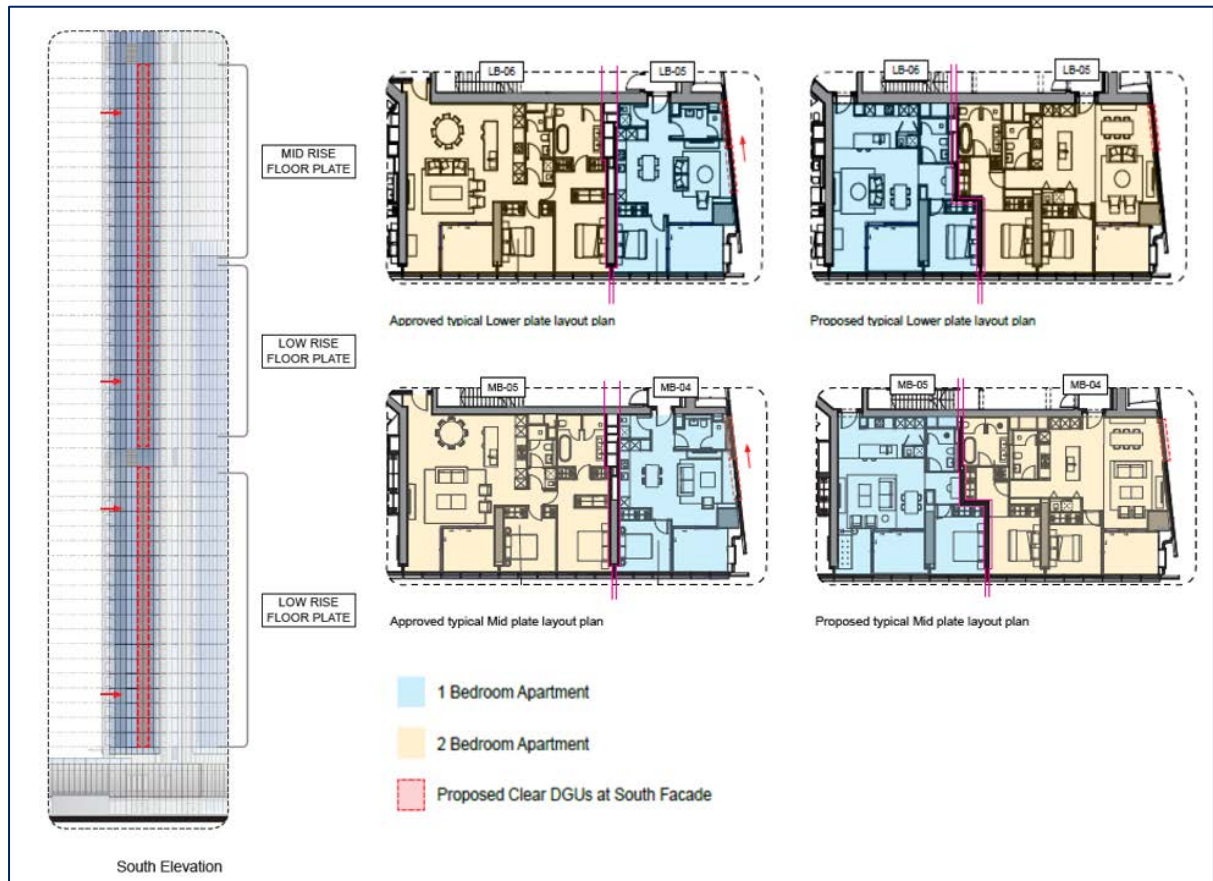 MID RISE
FLOOR PLATE
LOW RISE
FLOOR PLATE
LOW RISE
FLOOR PLATE
South Elevation
LB-06
LB-05
Approved typical Lower plate layout plan
LB-06
LB-05
Proposed typical Lower plate layout plan
MB-05
MB-04
Approved typical Mid plate layout plan
MB-05
MB-04
Proposed typical Mid plate layout plan
1 Bedroom Apartment
2 Bedroom Apartment
Proposed Clear DGUs at South Facade